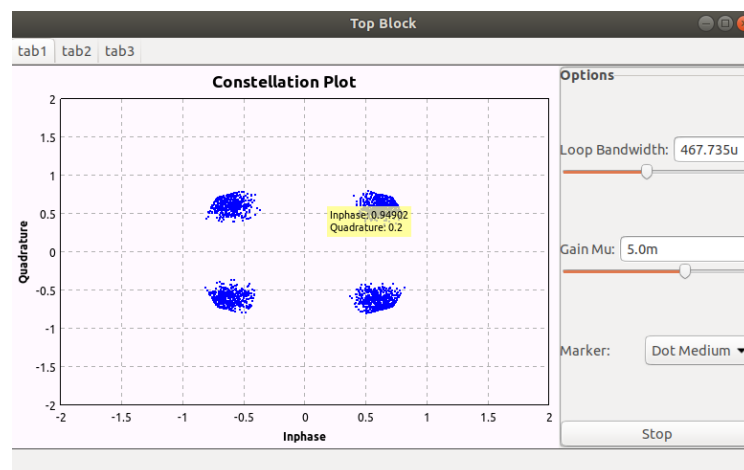 Top Block
tab1 tab2 tab3
Constellation Plot
Options
2
1.5
1
0.5
0
-0.5
-1
-1.5
-2
Quadrature
Inphase: 0.94902
Quadrature: 0.2
-2 -1.5 -1 -0.5 0 0.5 1 1.5 2
Inphase
Loop Bandwidth: 467.735u
Gain Mu: 5.0m
Marker: Dot Medium
Stop